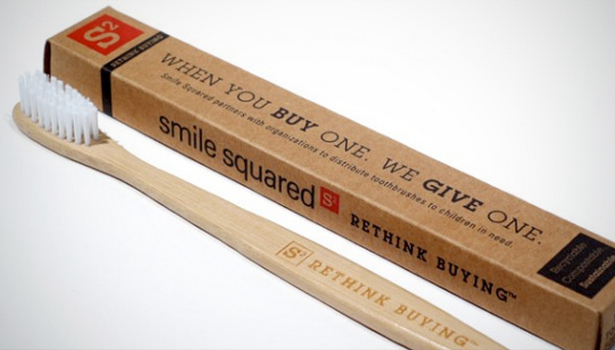 S²
RETHINK BUYING
WHEN YOU BUY ONE. WE GIVE ONE.
Smile Squared partners with organizations to distribute toothbrushes to children in need.
smile squared S²
RETHINK BUYING™
Recyclable
Compostable
Sustainable
S² RETHINK BUYING™